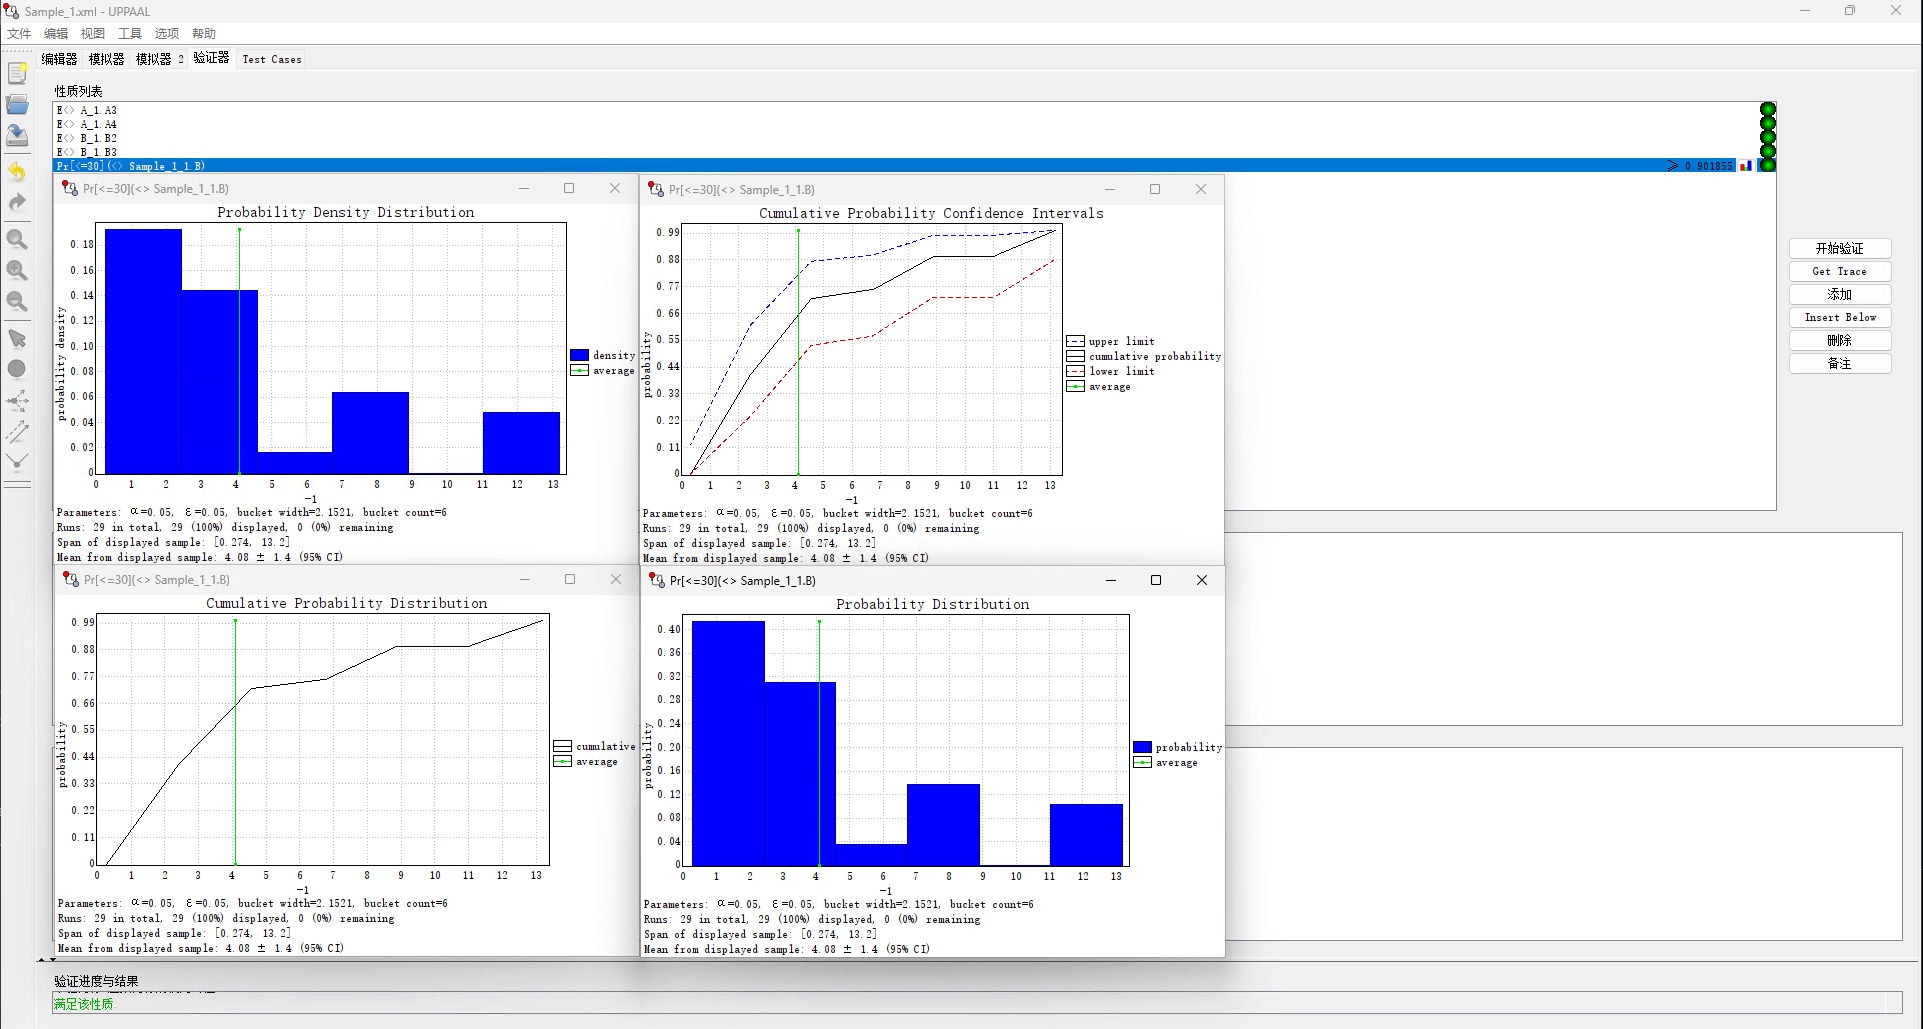 Sample_1.xml - UPPAAL
文件 编辑 视图 工具 选项 帮助
编辑器 模拟器 模拟器 2 验证器 Test Cases
性质列表
E<> A_1.A3
E<> A_1.A4
E<> B_1.B2
E<> B_1.B3
Pr[<=30](<> Sample_1_1.B) ≥ 0.901855
开始验证
Get Trace
添加
Insert Below
删除
备注
Pr[<=30](<> Sample_1_1.B)
Probability Density Distribution
probability density
0.18
0.16
0.14
0.12
0.10
0.08
0.06
0.04
0.02
0
0 1 2 3 4 5 6 7 8 9 10 11 12 13
-1
density
average
Parameters: α=0.05, ε=0.05, bucket width=2.1521, bucket count=6
Runs: 29 in total, 29 (100%) displayed, 0 (0%) remaining
Span of displayed sample: [0.274, 13.2]
Mean from displayed sample: 4.08 ± 1.4 (95% CI)
Pr[<=30](<> Sample_1_1.B)
Cumulative Probability Confidence Intervals
probability
0.99
0.88
0.77
0.66
0.55
0.44
0.33
0.22
0.11
0
0 1 2 3 4 5 6 7 8 9 10 11 12 13
-1
upper limit
cumulative probability
lower limit
average
Parameters: α=0.05, ε=0.05, bucket width=2.1521, bucket count=6
Runs: 29 in total, 29 (100%) displayed, 0 (0%) remaining
Span of displayed sample: [0.274, 13.2]
Mean from displayed sample: 4.08 ± 1.4 (95% CI)
Pr[<=30](<> Sample_1_1.B)
Cumulative Probability Distribution
probability
0.99
0.88
0.77
0.66
0.55
0.44
0.33
0.22
0.11
0
0 1 2 3 4 5 6 7 8 9 10 11 12 13
-1
cumulative
average
Parameters: α=0.05, ε=0.05, bucket width=2.1521, bucket count=6
Runs: 29 in total, 29 (100%) displayed, 0 (0%) remaining
Span of displayed sample: [0.274, 13.2]
Mean from displayed sample: 4.08 ± 1.4 (95% CI)
Pr[<=30](<> Sample_1_1.B)
Probability Distribution
probability
0.40
0.36
0.32
0.28
0.24
0.20
0.16
0.12
0.08
0.04
0
0 1 2 3 4 5 6 7 8 9 10 11 12 13
-1
probability
average
Parameters: α=0.05, ε=0.05, bucket width=2.1521, bucket count=6
Runs: 29 in total, 29 (100%) displayed, 0 (0%) remaining
Span of displayed sample: [0.274, 13.2]
Mean from displayed sample: 4.08 ± 1.4 (95% CI)
验证进度与结果
满足该性质.